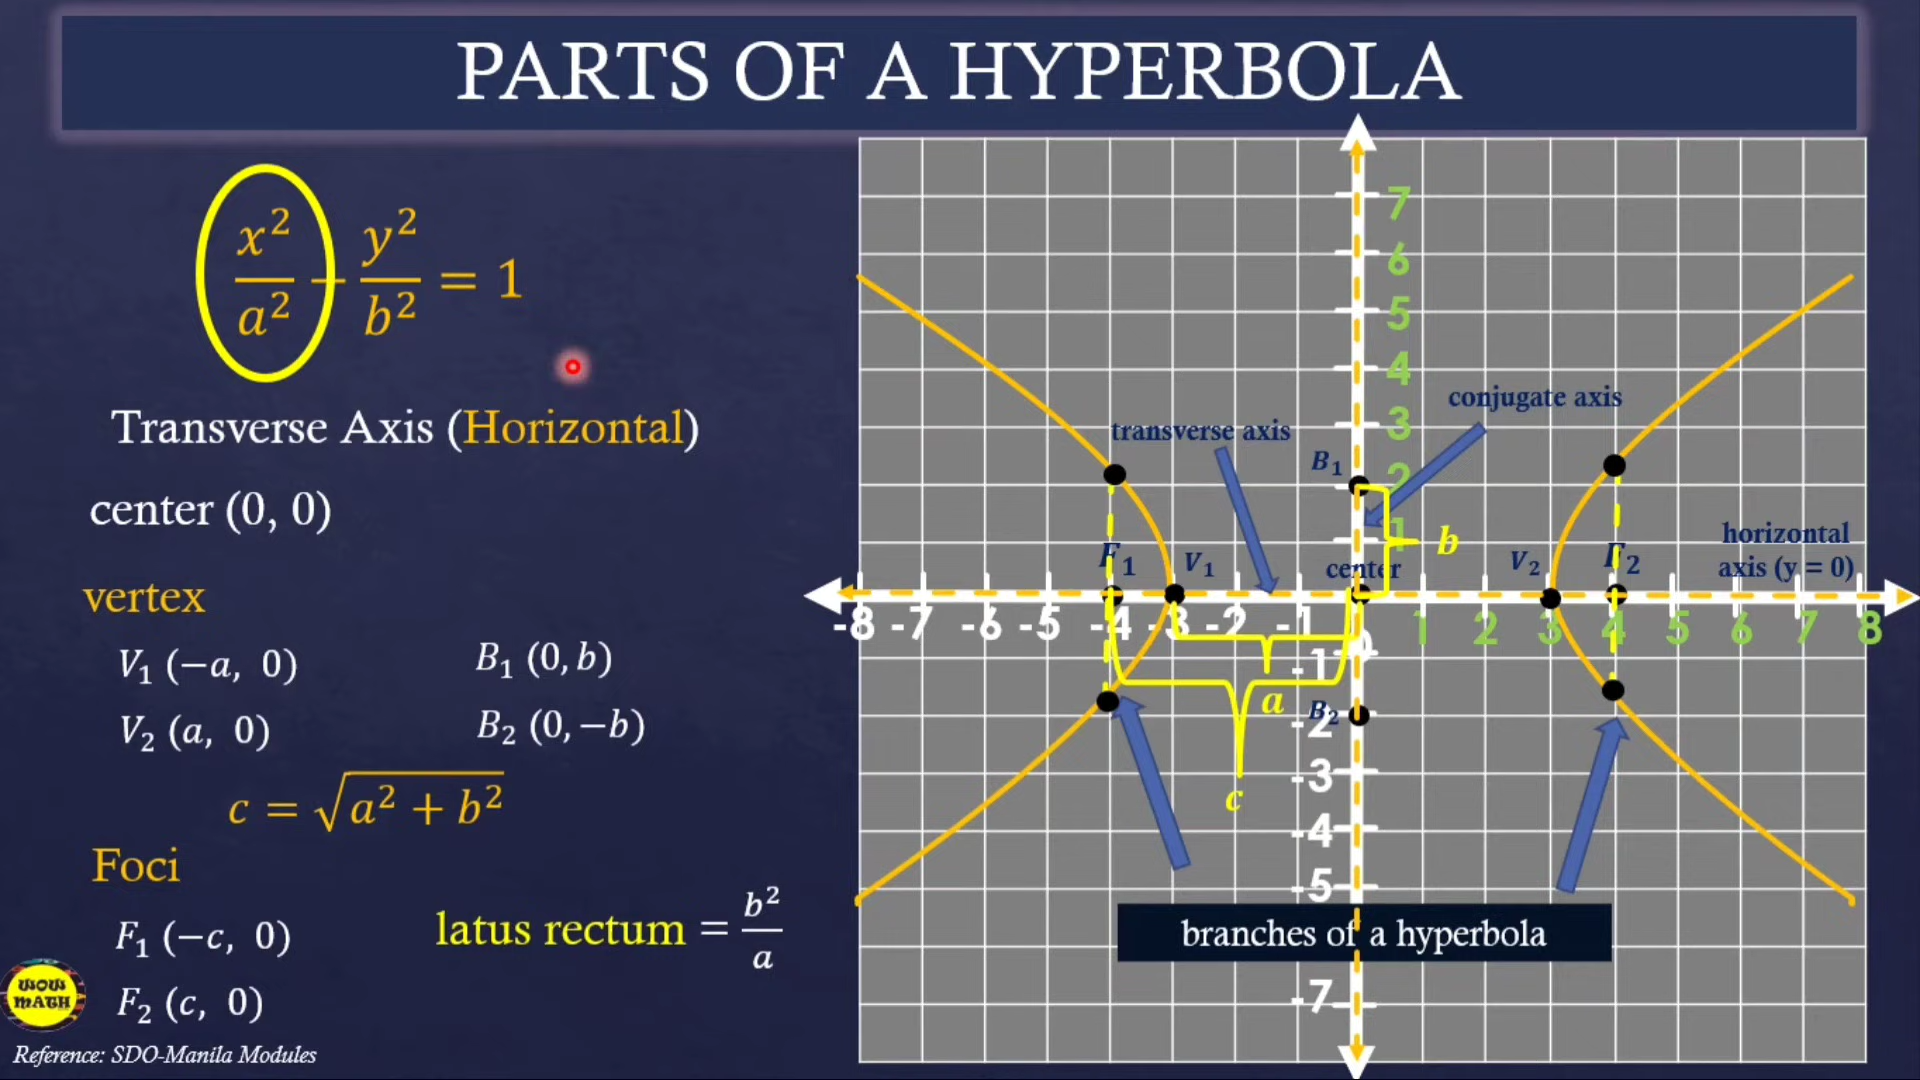 PARTS OF A HYPERBOLA
x²/a² − y²/b² = 1
Transverse Axis (Horizontal)
center (0, 0)
vertex
V₁ (−a, 0)
B₁ (0, b)
V₂ (a, 0)
B₂ (0, −b)
c = √(a² + b²)
Foci
F₁ (−c, 0)
F₂ (c, 0)
latus rectum = b²/a
WOW
MATH
Reference: SDO-Manila Modules
7
6
5
4
3
2
1
conjugate axis
transverse axis
B₁
b
horizontal
axis (y = 0)
F₁
V₁
center
V₂
F₂
-8 -7 -6 -5 -4 -3 -2 -1 0 1 2 3 4 5 6 7 8
-1
a
B₂
-2
-3
c
-4
-5
branches of a hyperbola
-7